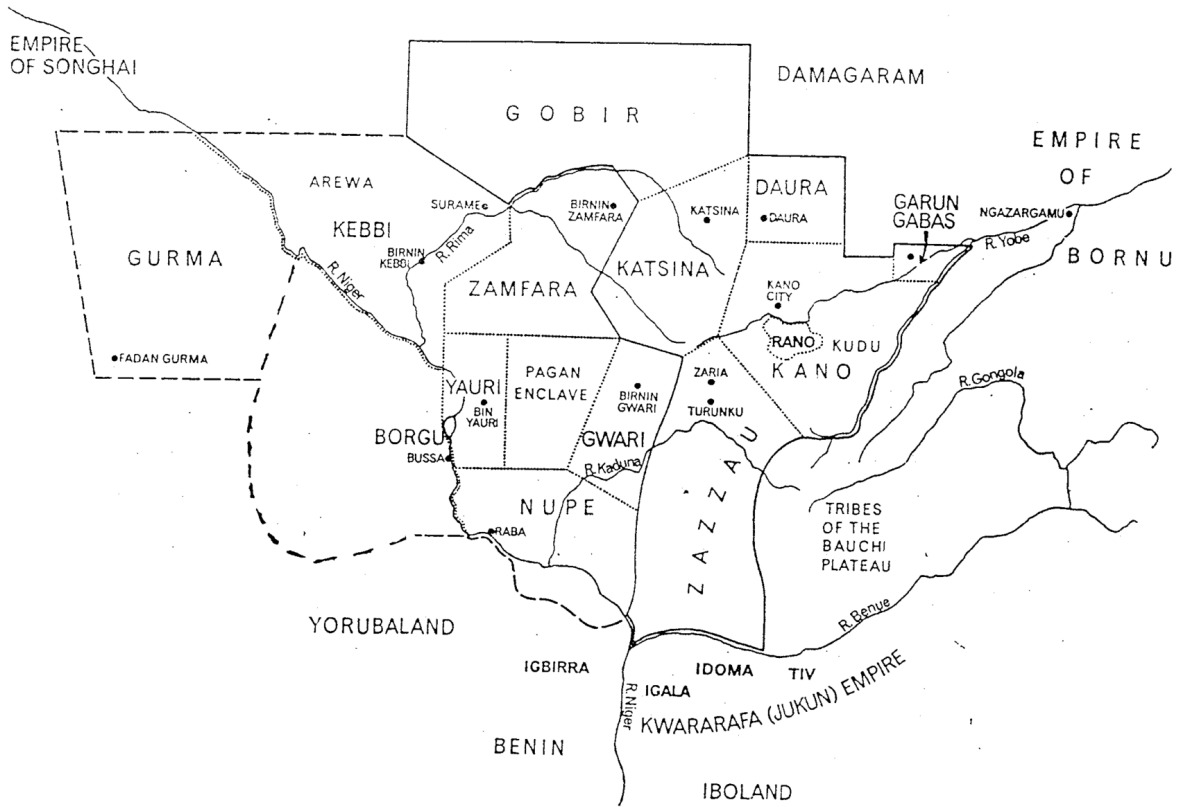 EMPIRE
OF SONGHAI
DAMAGARAM
GOBIR
EMPIRE
OF
BORNU
AREWA
SURAME
BIRNIN
ZAMFARA
KATSINA
DAURA
DAURA
GARUN
GABAS
NGAZARGAMU
R. Yobe
KEBBI
BIRNIN
KEBBI
R. Rima
GURMA
R. Niger
ZAMFARA
KATSINA
KANO
CITY
RANO
KUDU
KANO
FADAN GURMA
YAURI
BIN
YAURI
PAGAN
ENCLAVE
BIRNIN
GWARI
ZARIA
TURUNKU
R. Gongola
BORGU
BUSSA
GWARI
R. Kaduna
ZAZZAU
NUPE
RABA
TRIBES
OF THE
BAUCHI
PLATEAU
R. Benue
YORUBALAND
IGBIRRA
IDOMA
TIV
IGALA
R. Niger
KWARARAFA (JUKUN) EMPIRE
BENIN
IBOLAND